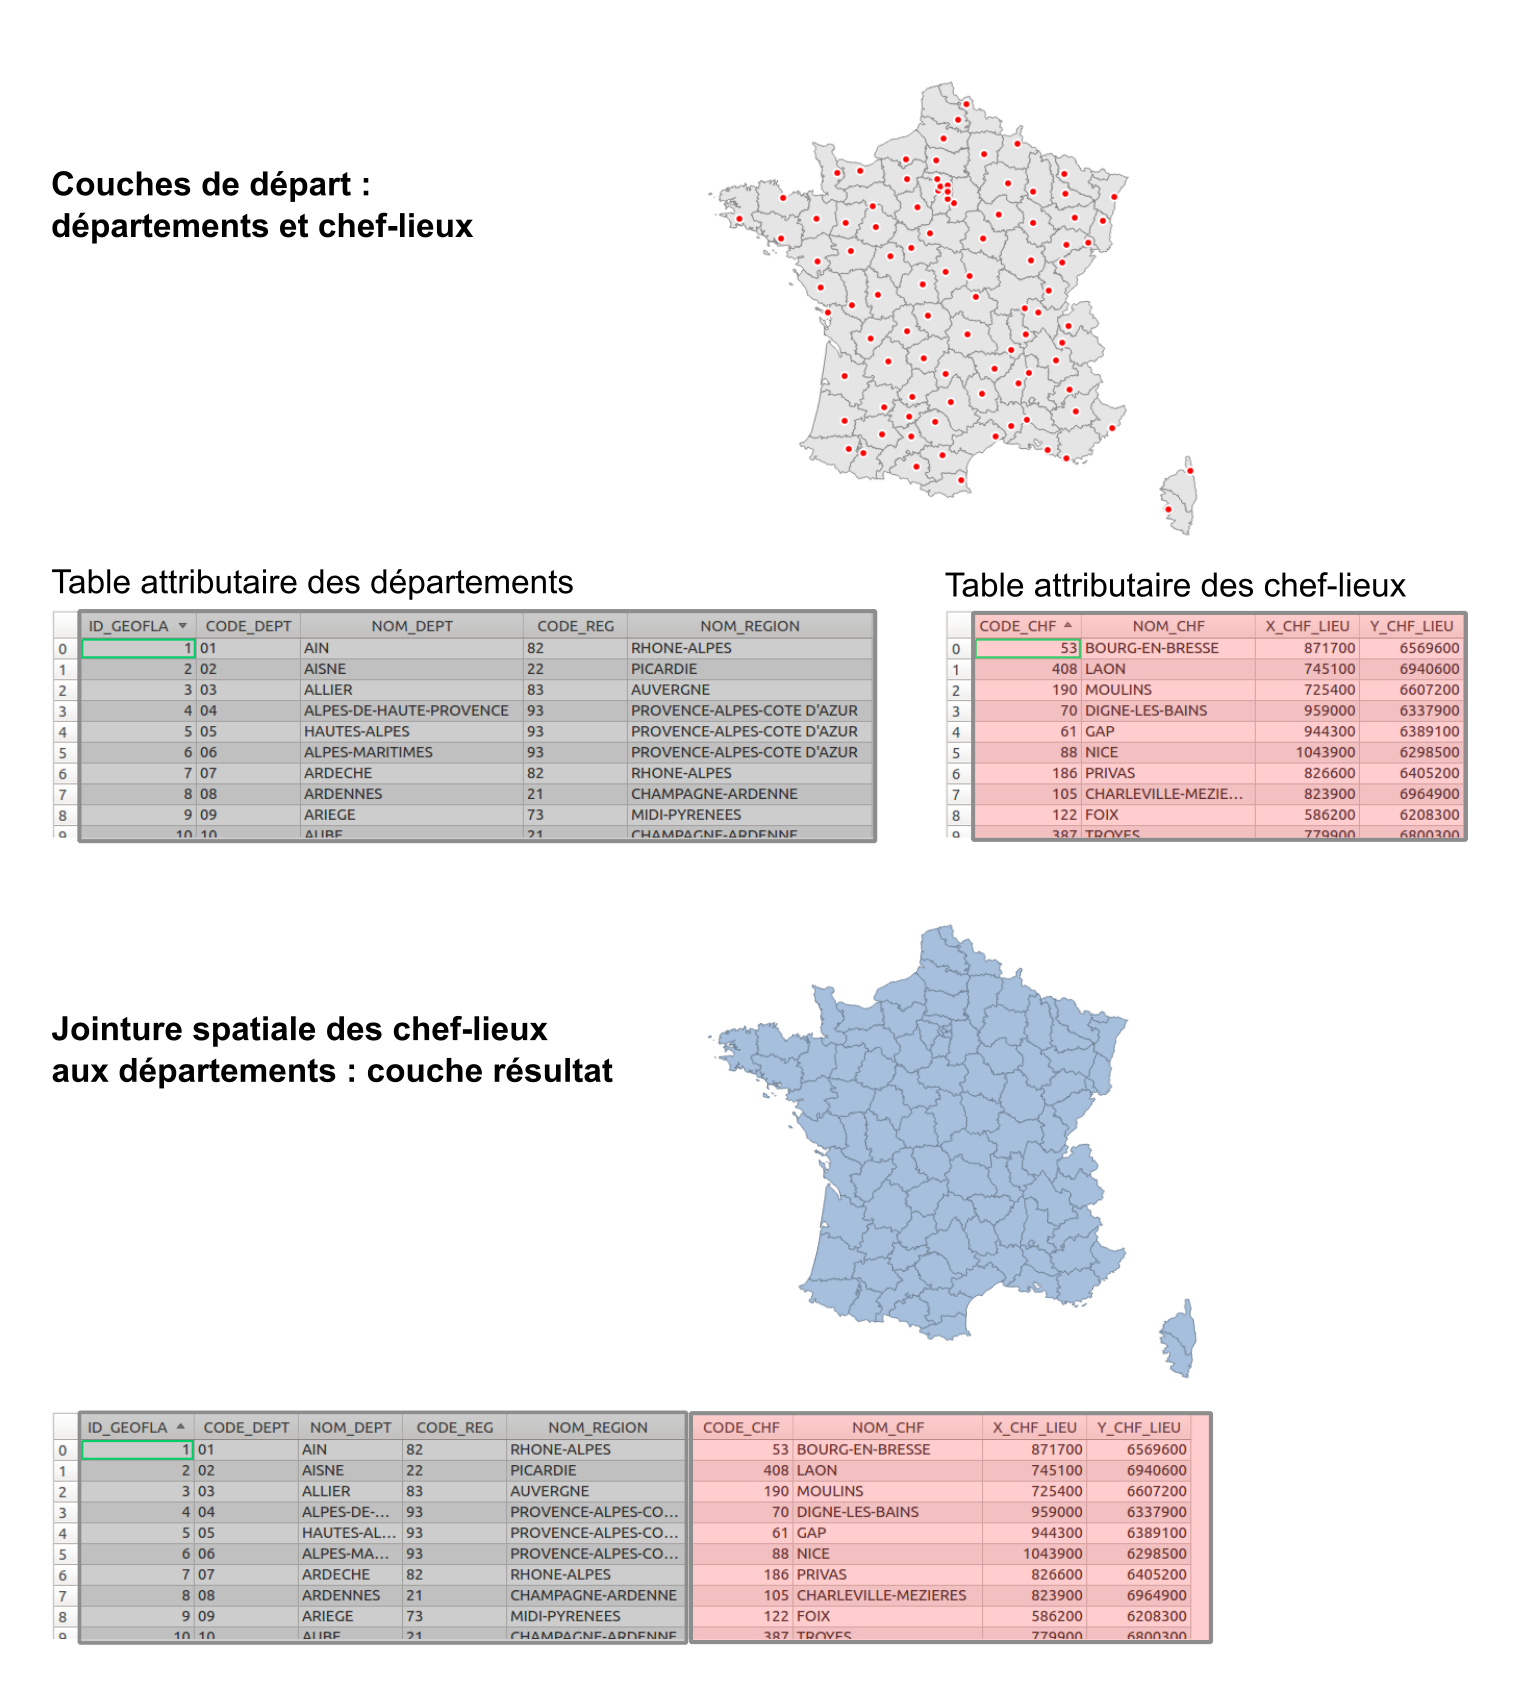 Couches de départ :
départements et chef-lieux
Table attributaire des départements
ID_GEOFLA CODE_DEPT NOM_DEPT CODE_REG NOM_REGION
0 1 01 AIN 82 RHONE-ALPES
1 2 02 AISNE 22 PICARDIE
2 3 03 ALLIER 83 AUVERGNE
3 4 04 ALPES-DE-HAUTE-PROVENCE 93 PROVENCE-ALPES-COTE D'AZUR
4 5 05 HAUTES-ALPES 93 PROVENCE-ALPES-COTE D'AZUR
5 6 06 ALPES-MARITIMES 93 PROVENCE-ALPES-COTE D'AZUR
6 7 07 ARDECHE 82 RHONE-ALPES
7 8 08 ARDENNES 21 CHAMPAGNE-ARDENNE
8 9 09 ARIEGE 73 MIDI-PYRENEES
9 10 10 AUBE 21 CHAMPAGNE-ARDENNE
Table attributaire des chef-lieux
CODE_CHF NOM_CHF X_CHF_LIEU Y_CHF_LIEU
0 53 BOURG-EN-BRESSE 871700 6569600
1 408 LAON 745100 6940600
2 190 MOULINS 725400 6607200
3 70 DIGNE-LES-BAINS 959000 6337900
4 61 GAP 944300 6389100
5 88 NICE 1043900 6298500
6 186 PRIVAS 826600 6405200
7 105 CHARLEVILLE-MEZIE... 823900 6964900
8 122 FOIX 586200 6208300
9 387 TROYES 779900 6800300
Jointure spatiale des chef-lieux
aux départements : couche résultat
ID_GEOFLA CODE_DEPT NOM_DEPT CODE_REG NOM_REGION CODE_CHF NOM_CHF X_CHF_LIEU Y_CHF_LIEU
0 1 01 AIN 82 RHONE-ALPES 53 BOURG-EN-BRESSE 871700 6569600
1 2 02 AISNE 22 PICARDIE 408 LAON 745100 6940600
2 3 03 ALLIER 83 AUVERGNE 190 MOULINS 725400 6607200
3 4 04 ALPES-DE-... 93 PROVENCE-ALPES-CO... 70 DIGNE-LES-BAINS 959000 6337900
4 5 05 HAUTES-AL... 93 PROVENCE-ALPES-CO... 61 GAP 944300 6389100
5 6 06 ALPES-MA... 93 PROVENCE-ALPES-CO... 88 NICE 1043900 6298500
6 7 07 ARDECHE 82 RHONE-ALPES 186 PRIVAS 826600 6405200
7 8 08 ARDENNES 21 CHAMPAGNE-ARDENNE 105 CHARLEVILLE-MEZIERES 823900 6964900
8 9 09 ARIEGE 73 MIDI-PYRENEES 122 FOIX 586200 6208300
9 10 10 AUBE 21 CHAMPAGNE-ARDENNE 387 TROYES 779900 6800300